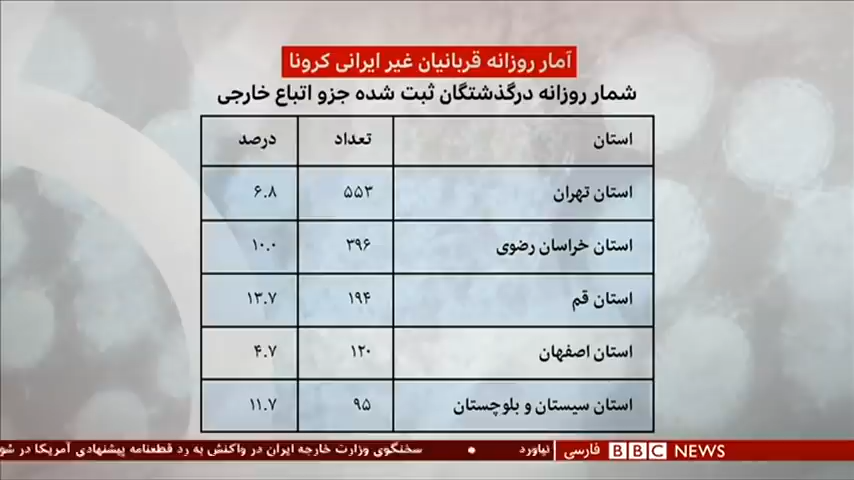 آمار روزانه قربانیان غیر ایرانی کرونا
شمار روزانه درگذشتگان ثبت شده جزو اتباع خارجی
استان تعداد درصد
استان تهران ۵۵۳ ۶.۸
استان خراسان رضوی ۳۹۶ ۱۰.۰
استان قم ۱۹۴ ۱۳.۷
استان اصفهان ۱۲۰ ۴.۷
استان سیستان و بلوچستان ۹۵ ۱۱.۷
BBC NEWS فارسی
نیاورد • سخنگوی وزارت خارجه ایران در واکنش به رد قطعنامه پیشنهادی آمریکا در